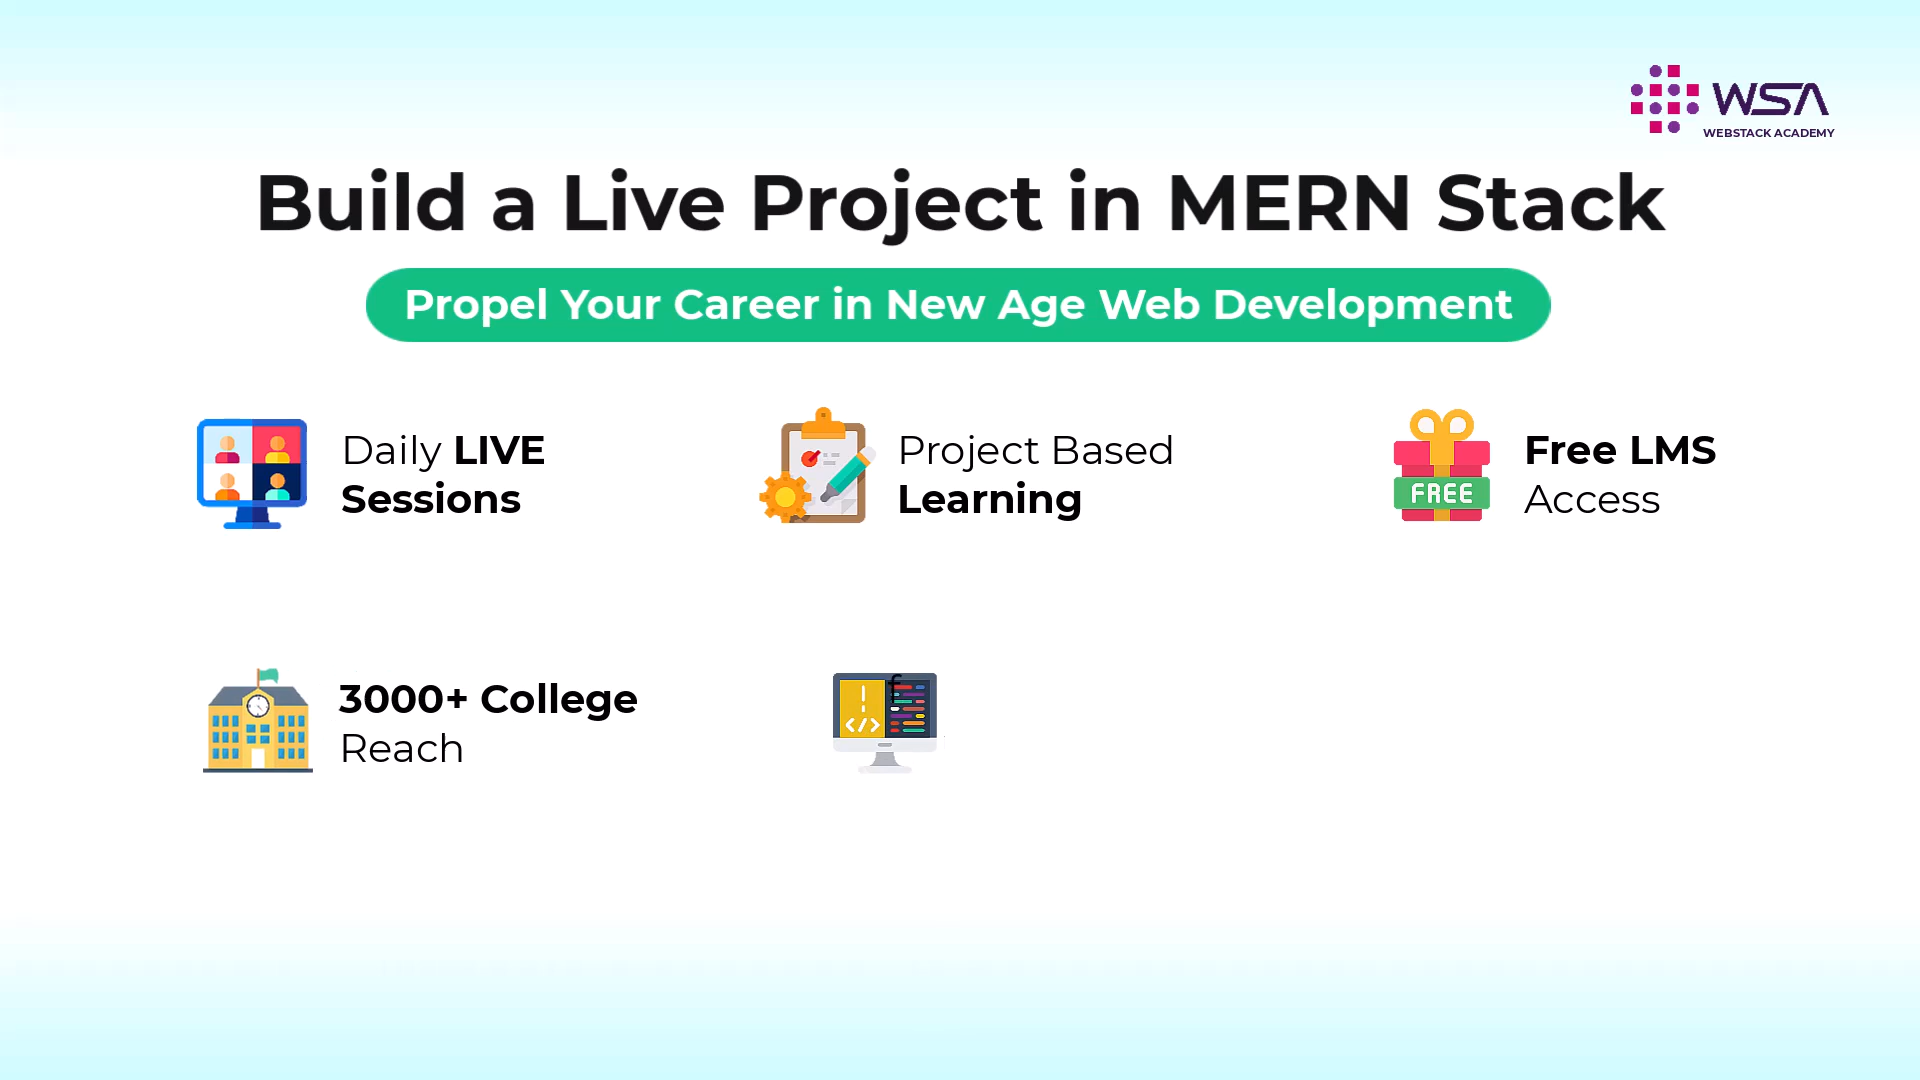 WSA
WEBSTACK ACADEMY
Build a Live Project in MERN Stack
Propel Your Career in New Age Web Development
Daily LIVE
Sessions
Project Based
Learning
FREE
Free LMS
Access
3000+ College
Reach
</>
f